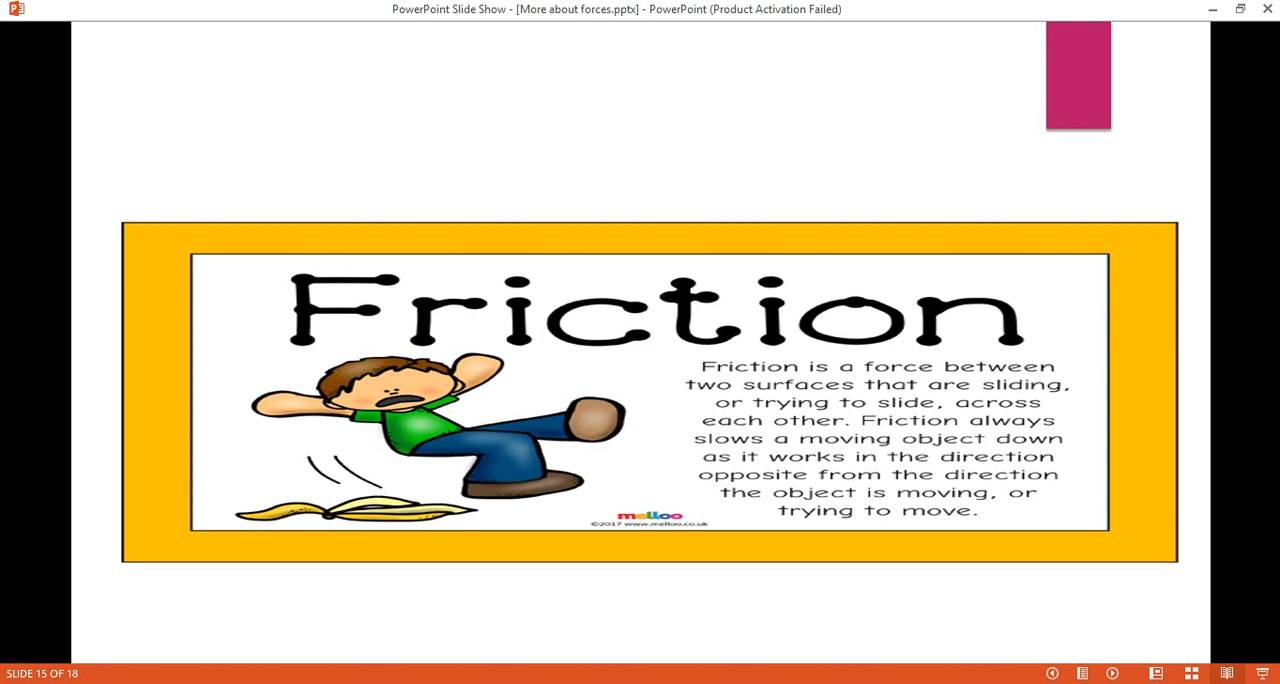 PowerPoint Slide Show - [More about forces.pptx] - PowerPoint (Product Activation Failed)
Friction
Friction is a force between
two surfaces that are sliding,
or trying to slide, across
each other. Friction always
slows a moving object down
as it works in the direction
opposite from the direction
the object is moving, or
trying to move.
melloo
©2017 www.melloo.co.uk
SLIDE 15 OF 18